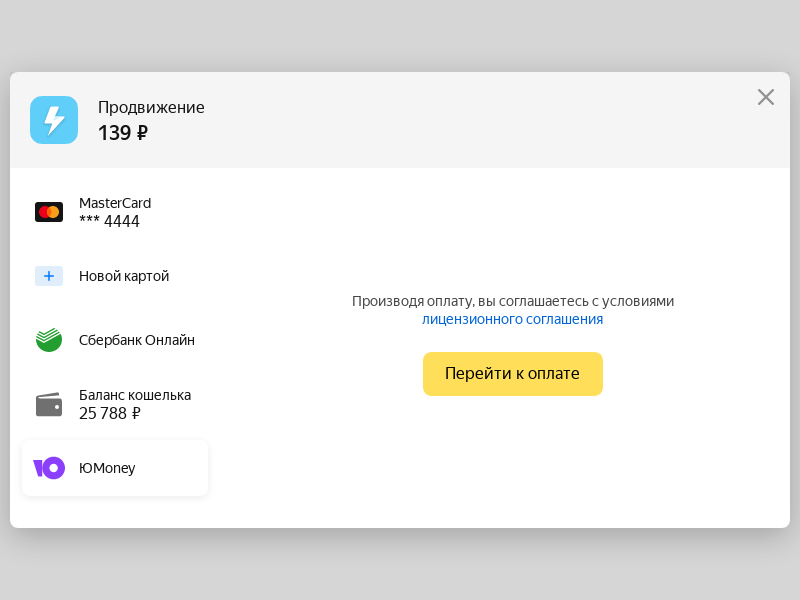 Продвижение
139 ₽
MasterCard
*** 4444
Новой картой
Сбербанк Онлайн
Баланс кошелька
25 788 ₽
ЮMoney
Производя оплату, вы соглашаетесь с условиями
лицензионного соглашения
Перейти к оплате